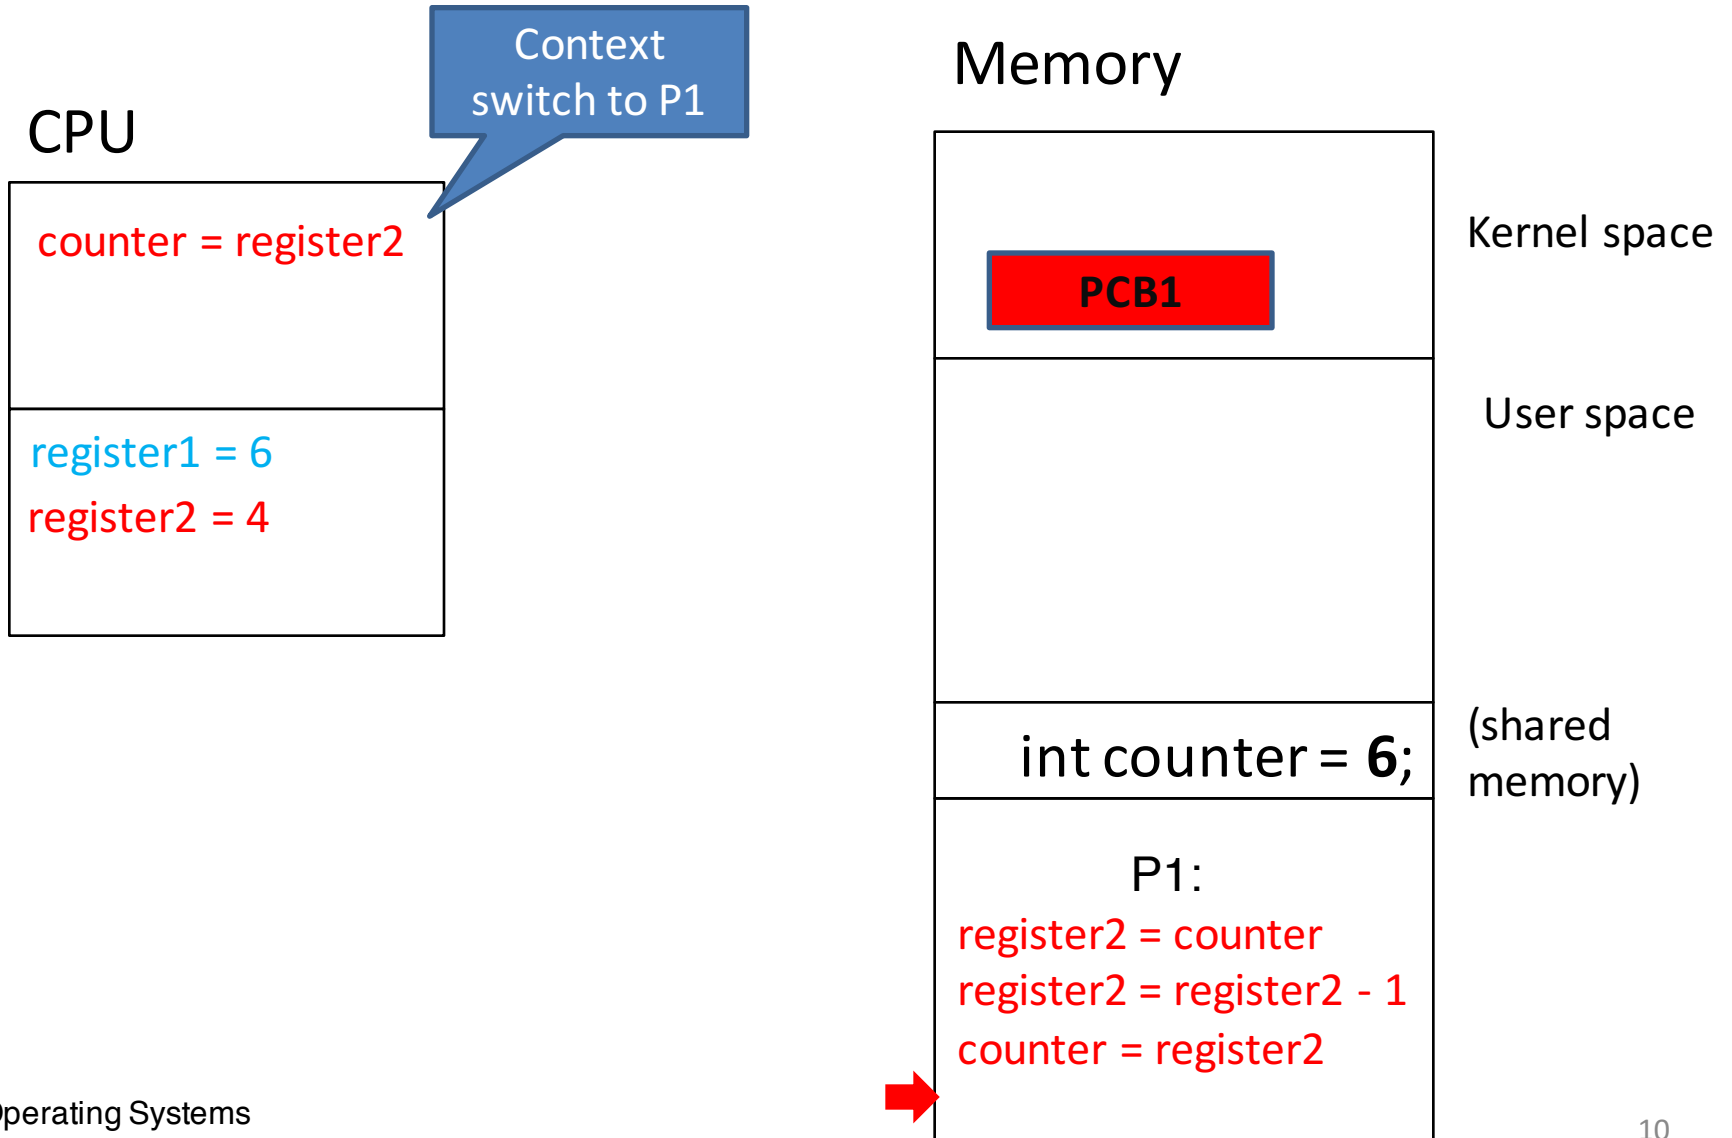 Context
switch to P1
CPU
counter = register2
register1 = 6
register2 = 4
Memory
PCB1
Kernel space
User space
int counter = 6;
(shared
memory)
P1:
register2 = counter
register2 = register2 - 1
counter = register2
perating Systems
10